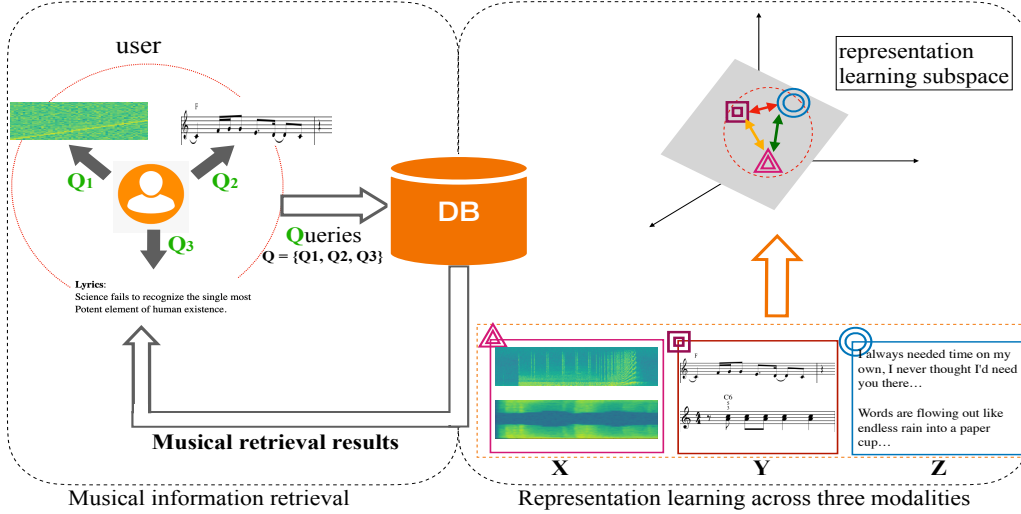 user
F
Q1
Q2
Q3
Lyrics:
Science fails to recognize the single most
Potent element of human existence.
Queries
Q = {Q1, Q2, Q3}
DB
Musical retrieval results
Musical information retrieval
representation
learning subspace
F
C6
I always needed time on my
own, I never thought I'd need
you there…
Words are flowing out like
endless rain into a paper
cup…
X
Y
Z
Representation learning across three modalities